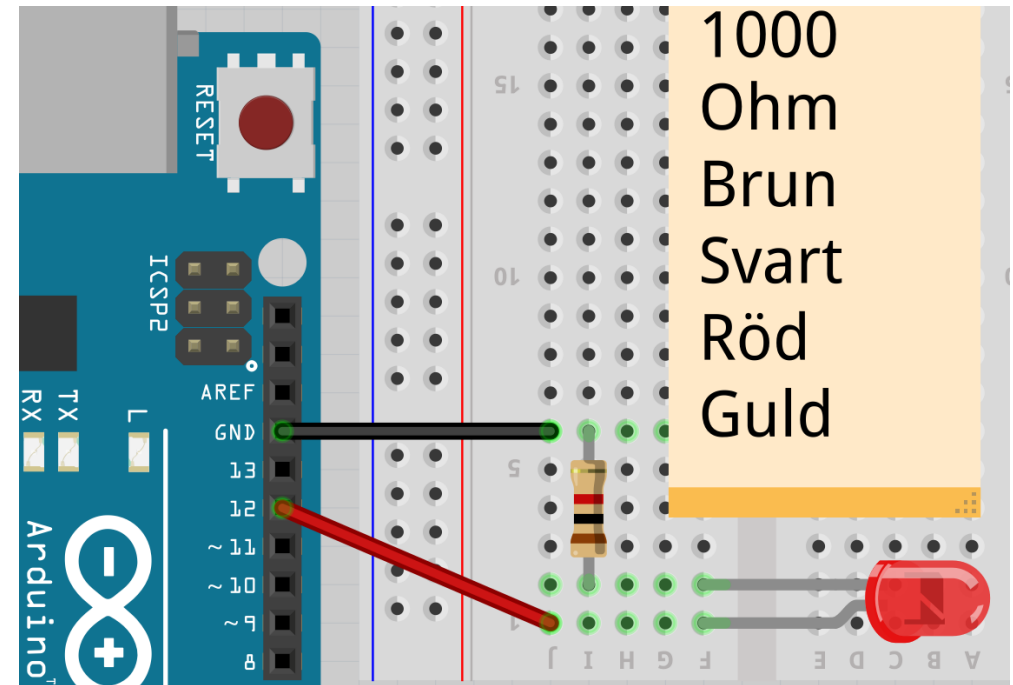 RESET
ICSP2
RX
TX
L
AREF
GND
13
12
~11
~10
~9
8
Arduino™
15
10
5
1
J I H G F E D C B A
1000
Ohm
Brun
Svart
Röd
Guld